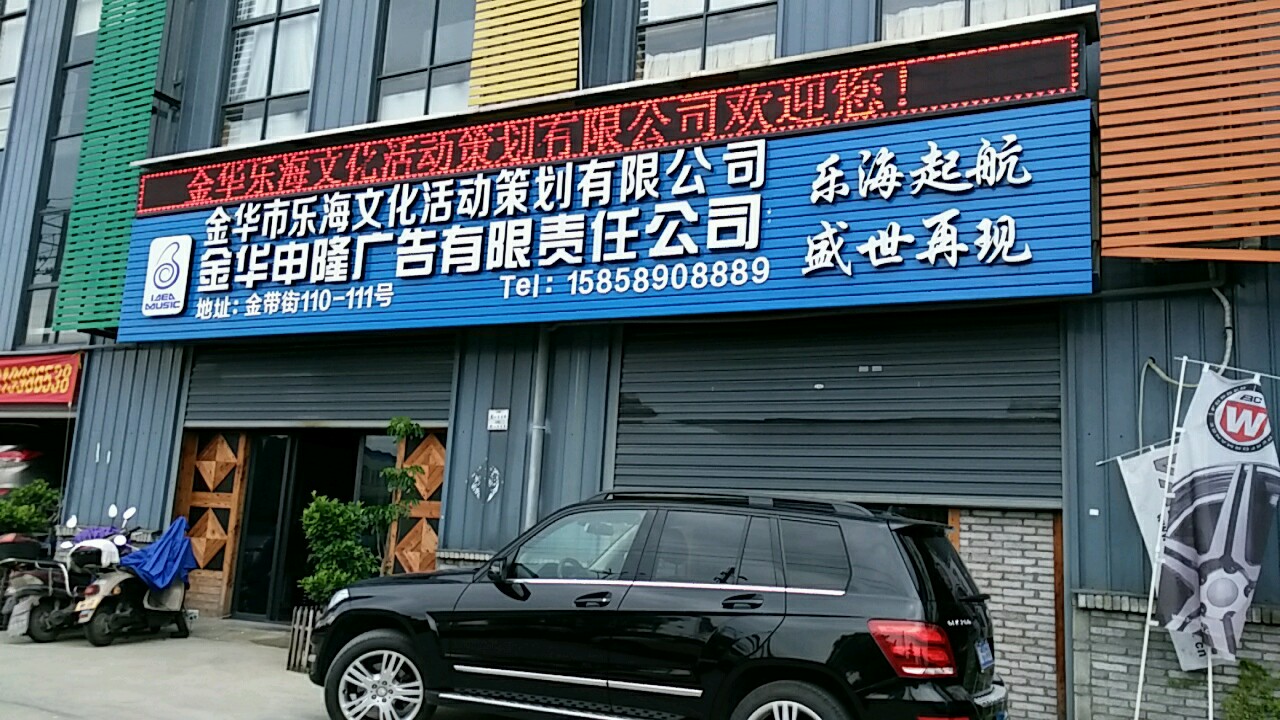 金华乐海文化活动策划有限公司欢迎您!
金华市乐海文化活动策划有限公司
金华申隆广告有限责任公司
地址:金带街110-111号
Tel: 15858908889
乐海起航
盛世再现
IDEA
MUSIC
BC
W